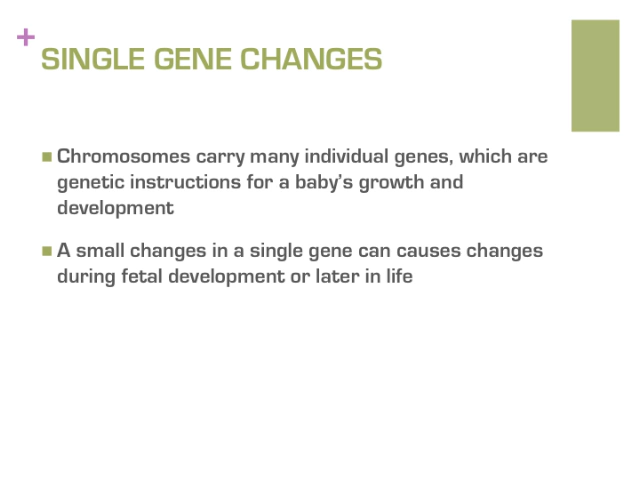 +
SINGLE GENE CHANGES
Chromosomes carry many individual genes, which are
genetic instructions for a baby's growth and
development
A small changes in a single gene can causes changes
during fetal development or later in life